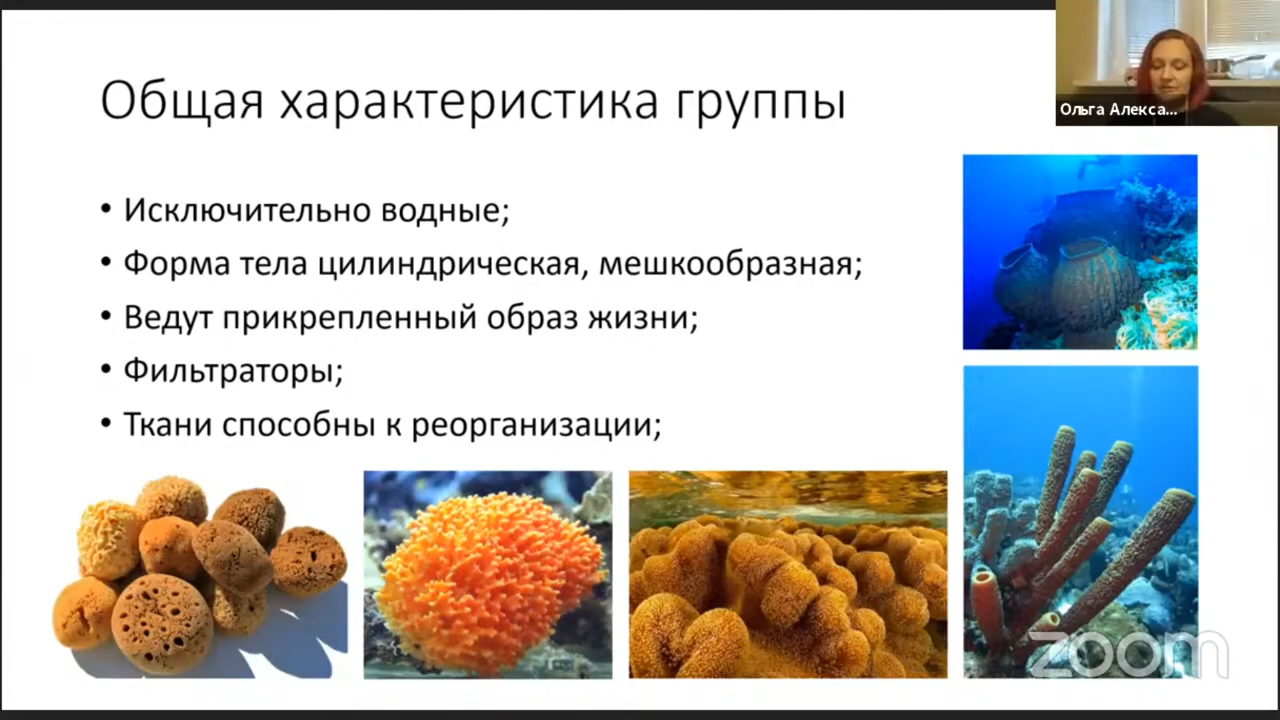 Общая характеристика группы
Ольга Алекса...
• Исключительно водные;
• Форма тела цилиндрическая, мешкообразная;
• Ведут прикрепленный образ жизни;
• Фильтраторы;
• Ткани способны к реорганизации;
zoom